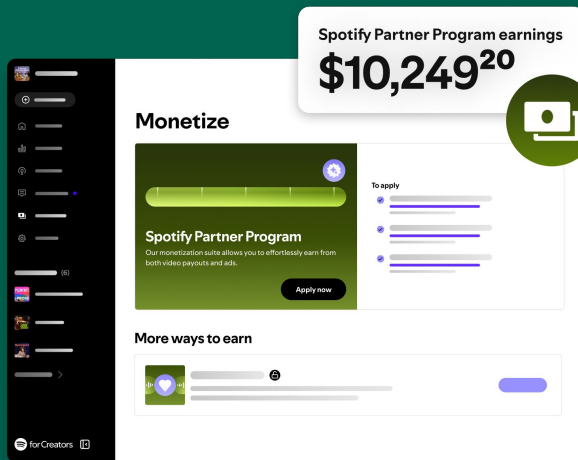 Spotify Partner Program earnings
$10,249²⁰
Monetize
Spotify Partner Program
Our monetization suite allows you to effortlessly earn from
both video payouts and ads.
Apply now
To apply
More ways to earn
(6)
for Creators